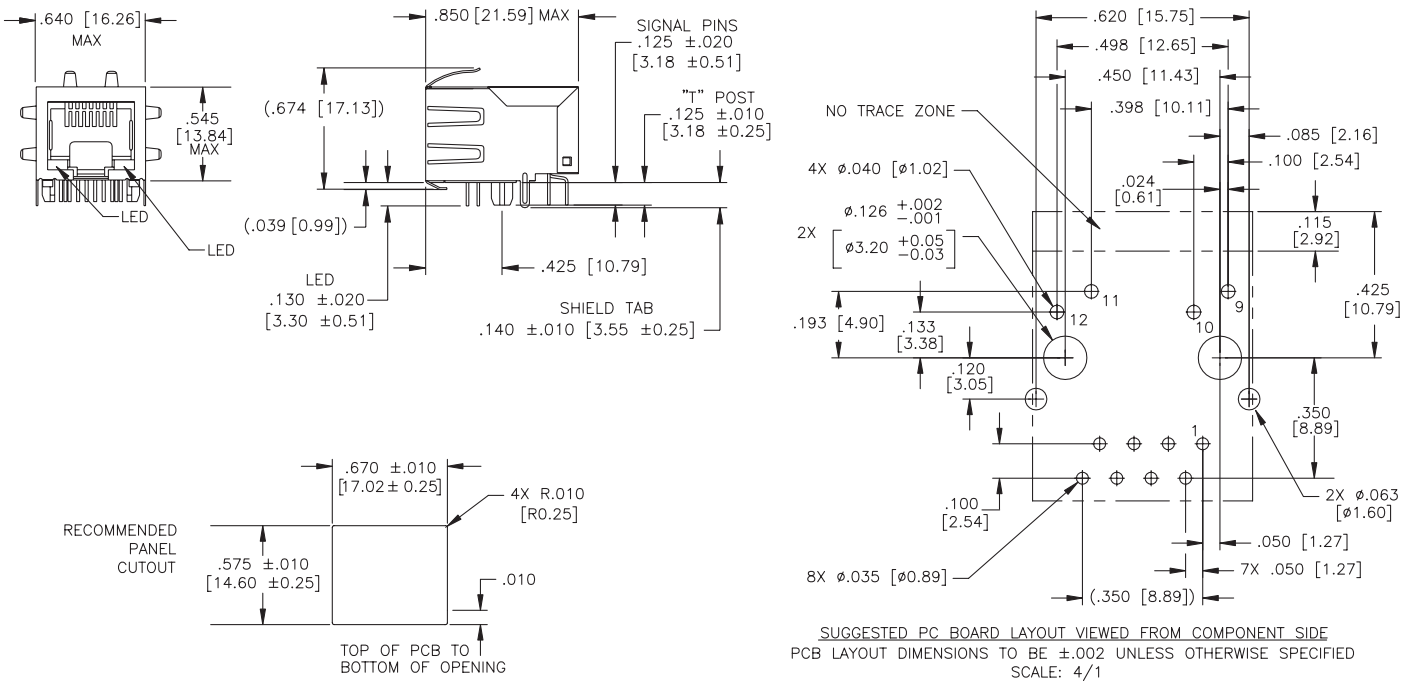 .640 [16.26]
MAX
.545
[13.84]
MAX
LED
LED
.850 [21.59] MAX
SIGNAL PINS
.125 ±.020
[3.18 ±0.51]
(.674 [17.13])
"T" POST
.125 ±.010
[3.18 ±0.25]
(.039 [0.99])
.425 [10.79]
LED
.130 ±.020
[3.30 ±0.51]
SHIELD TAB
.140 ±.010 [3.55 ±0.25]
.670 ±.010
[17.02± 0.25]
4X R.010
[R0.25]
RECOMMENDED
PANEL
CUTOUT
.575 ±.010
[14.60 ±0.25]
.010
TOP OF PCB TO
BOTTOM OF OPENING
.620 [15.75]
.498 [12.65]
.450 [11.43]
.398 [10.11]
NO TRACE ZONE
.085 [2.16]
.100 [2.54]
4X ø.040 [ø1.02]
.024
[0.61]
ø.126 +.002
-.001
2X
ø3.20 +0.05
-0.03
.115
[2.92]
.425
[10.79]
11
9
12
10
.193 [4.90]
.133
[3.38]
.120
[3.05]
.350
[8.89]
1
.100
[2.54]
2X ø.063
[ø1.60]
.050 [1.27]
8X ø.035 [ø0.89]
7X .050 [1.27]
(.350 [8.89])
SUGGESTED PC BOARD LAYOUT VIEWED FROM COMPONENT SIDE
PCB LAYOUT DIMENSIONS TO BE ±.002 UNLESS OTHERWISE SPECIFIED
SCALE: 4/1